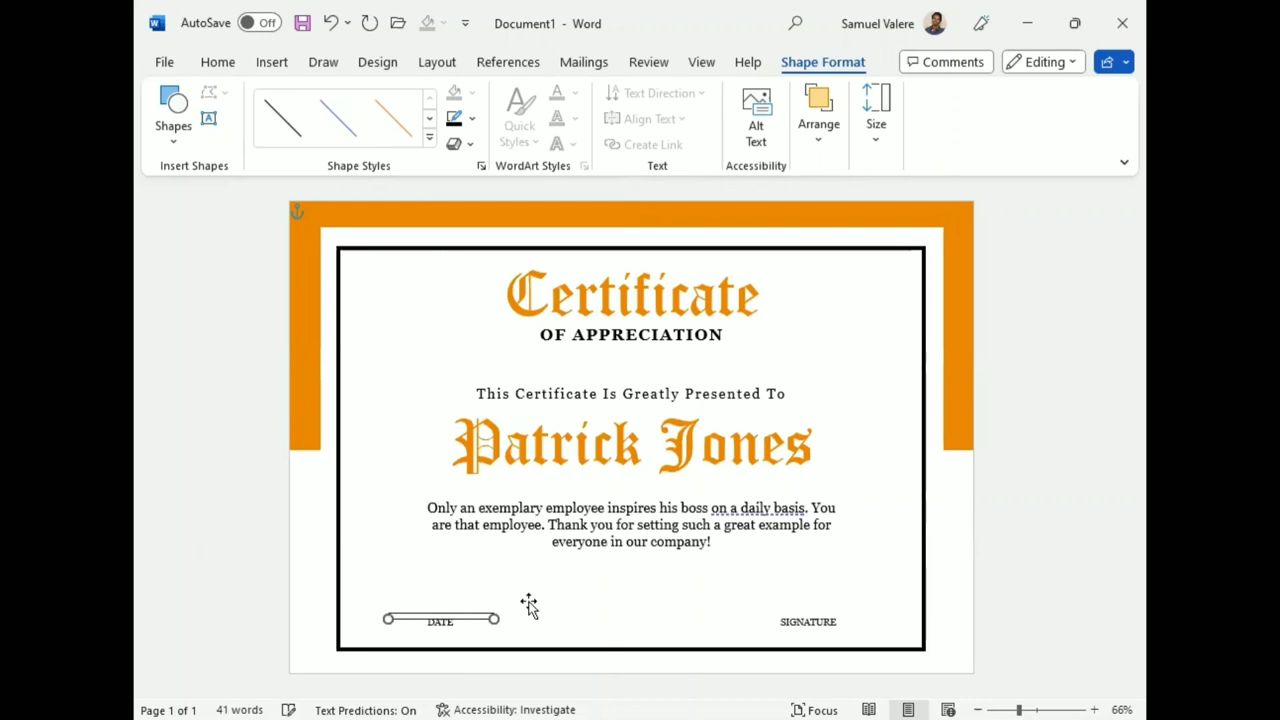 AutoSave Off Document1 - Word Samuel Valere
File Home Insert Draw Design Layout References Mailings Review View Help Shape Format Comments Editing
Shapes
Insert Shapes
Shape Styles
Quick Styles
WordArt Styles
Text Direction
Align Text
Create Link
Text
Alt Text
Accessibility
Arrange
Size
Certificate
OF APPRECIATION
This Certificate Is Greatly Presented To
Patrick Jones
Only an exemplary employee inspires his boss on a daily basis. You
are that employee. Thank you for setting such a great example for
everyone in our company!
DATE SIGNATURE
Page 1 of 1 41 words Text Predictions: On Accessibility: Investigate Focus 66%